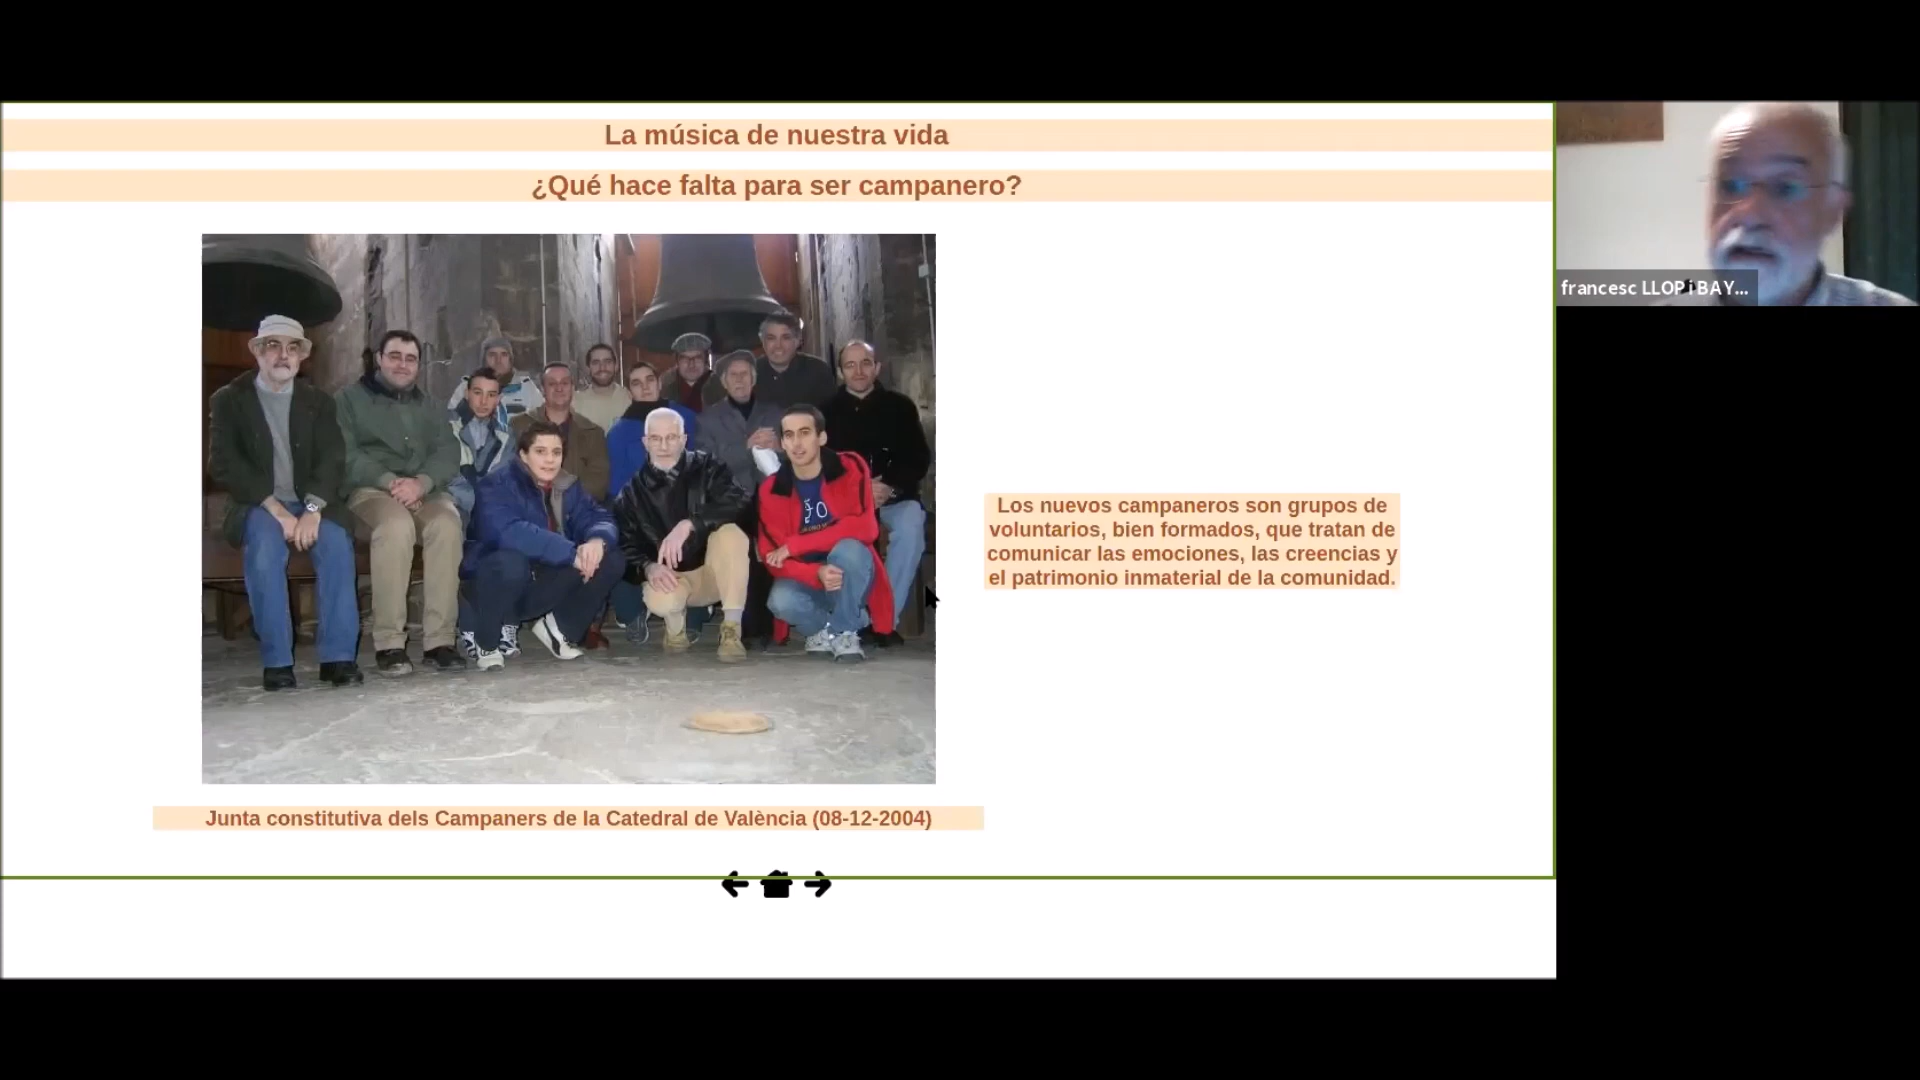 La música de nuestra vida
¿Qué hace falta para ser campanero?
francesc LLOP i BAY...
Los nuevos campaneros son grupos de
voluntarios, bien formados, que tratan de
comunicar las emociones, las creencias y
el patrimonio inmaterial de la comunidad.
Junta constitutiva dels Campaners de la Catedral de València (08-12-2004)